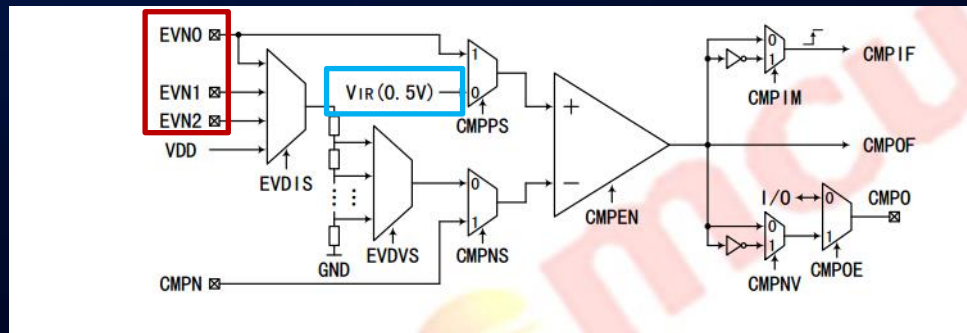 EVN0
EVN1
EVN2
VDD
EVDIS
VIR(0.5V)
1
0
CMPPS
GND
EVDVS
0
1
CMPNS
CMPN
+
−
CMPEN
0
1
CMPIM
CMPIF
CMPOF
I/O
0
1
CMPNV
0
1
CMPOE
CMPO
mcu